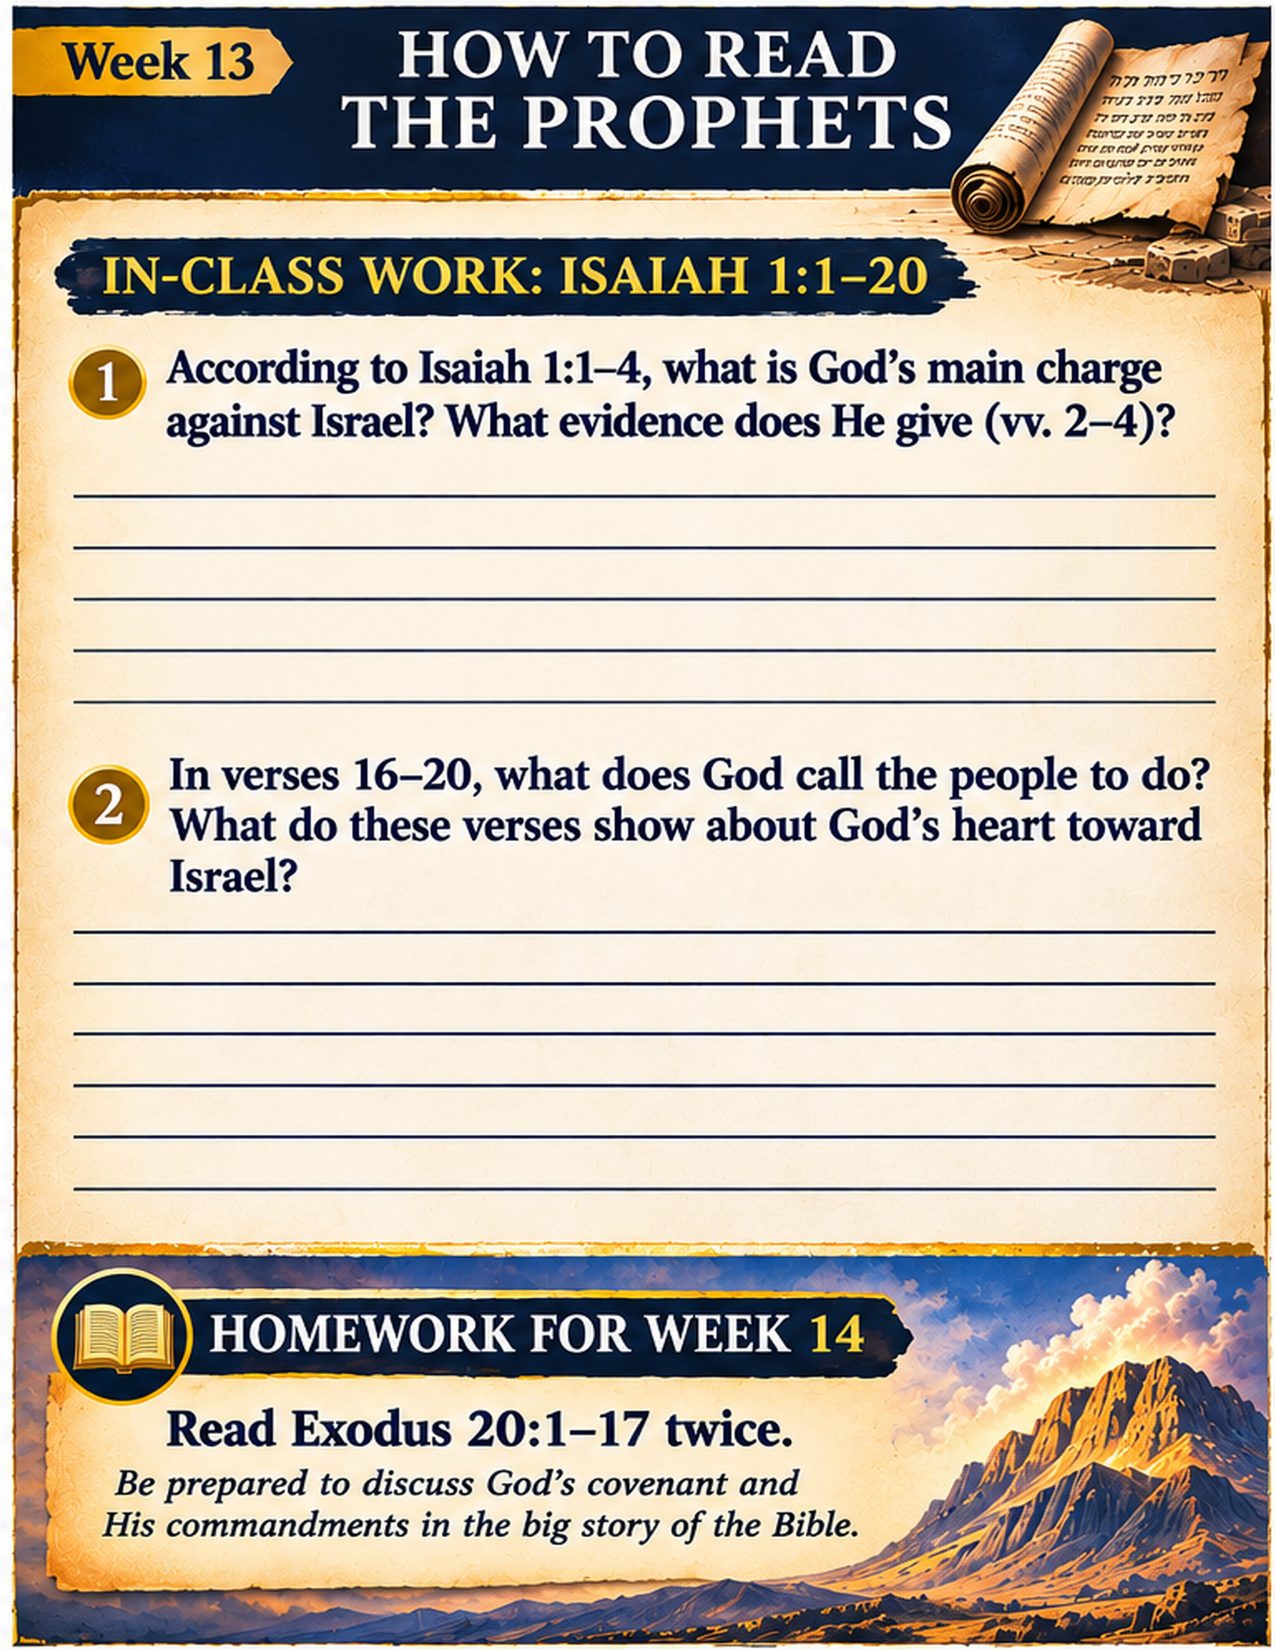 Week 13
HOW TO READ
THE PROPHETS
IN-CLASS WORK: ISAIAH 1:1–20
1
According to Isaiah 1:1–4, what is God’s main charge
against Israel? What evidence does He give (vv. 2–4)?
2
In verses 16–20, what does God call the people to do?
What do these verses show about God’s heart toward
Israel?
HOMEWORK FOR WEEK 14
Read Exodus 20:1–17 twice.
Be prepared to discuss God’s covenant and
His commandments in the big story of the Bible.